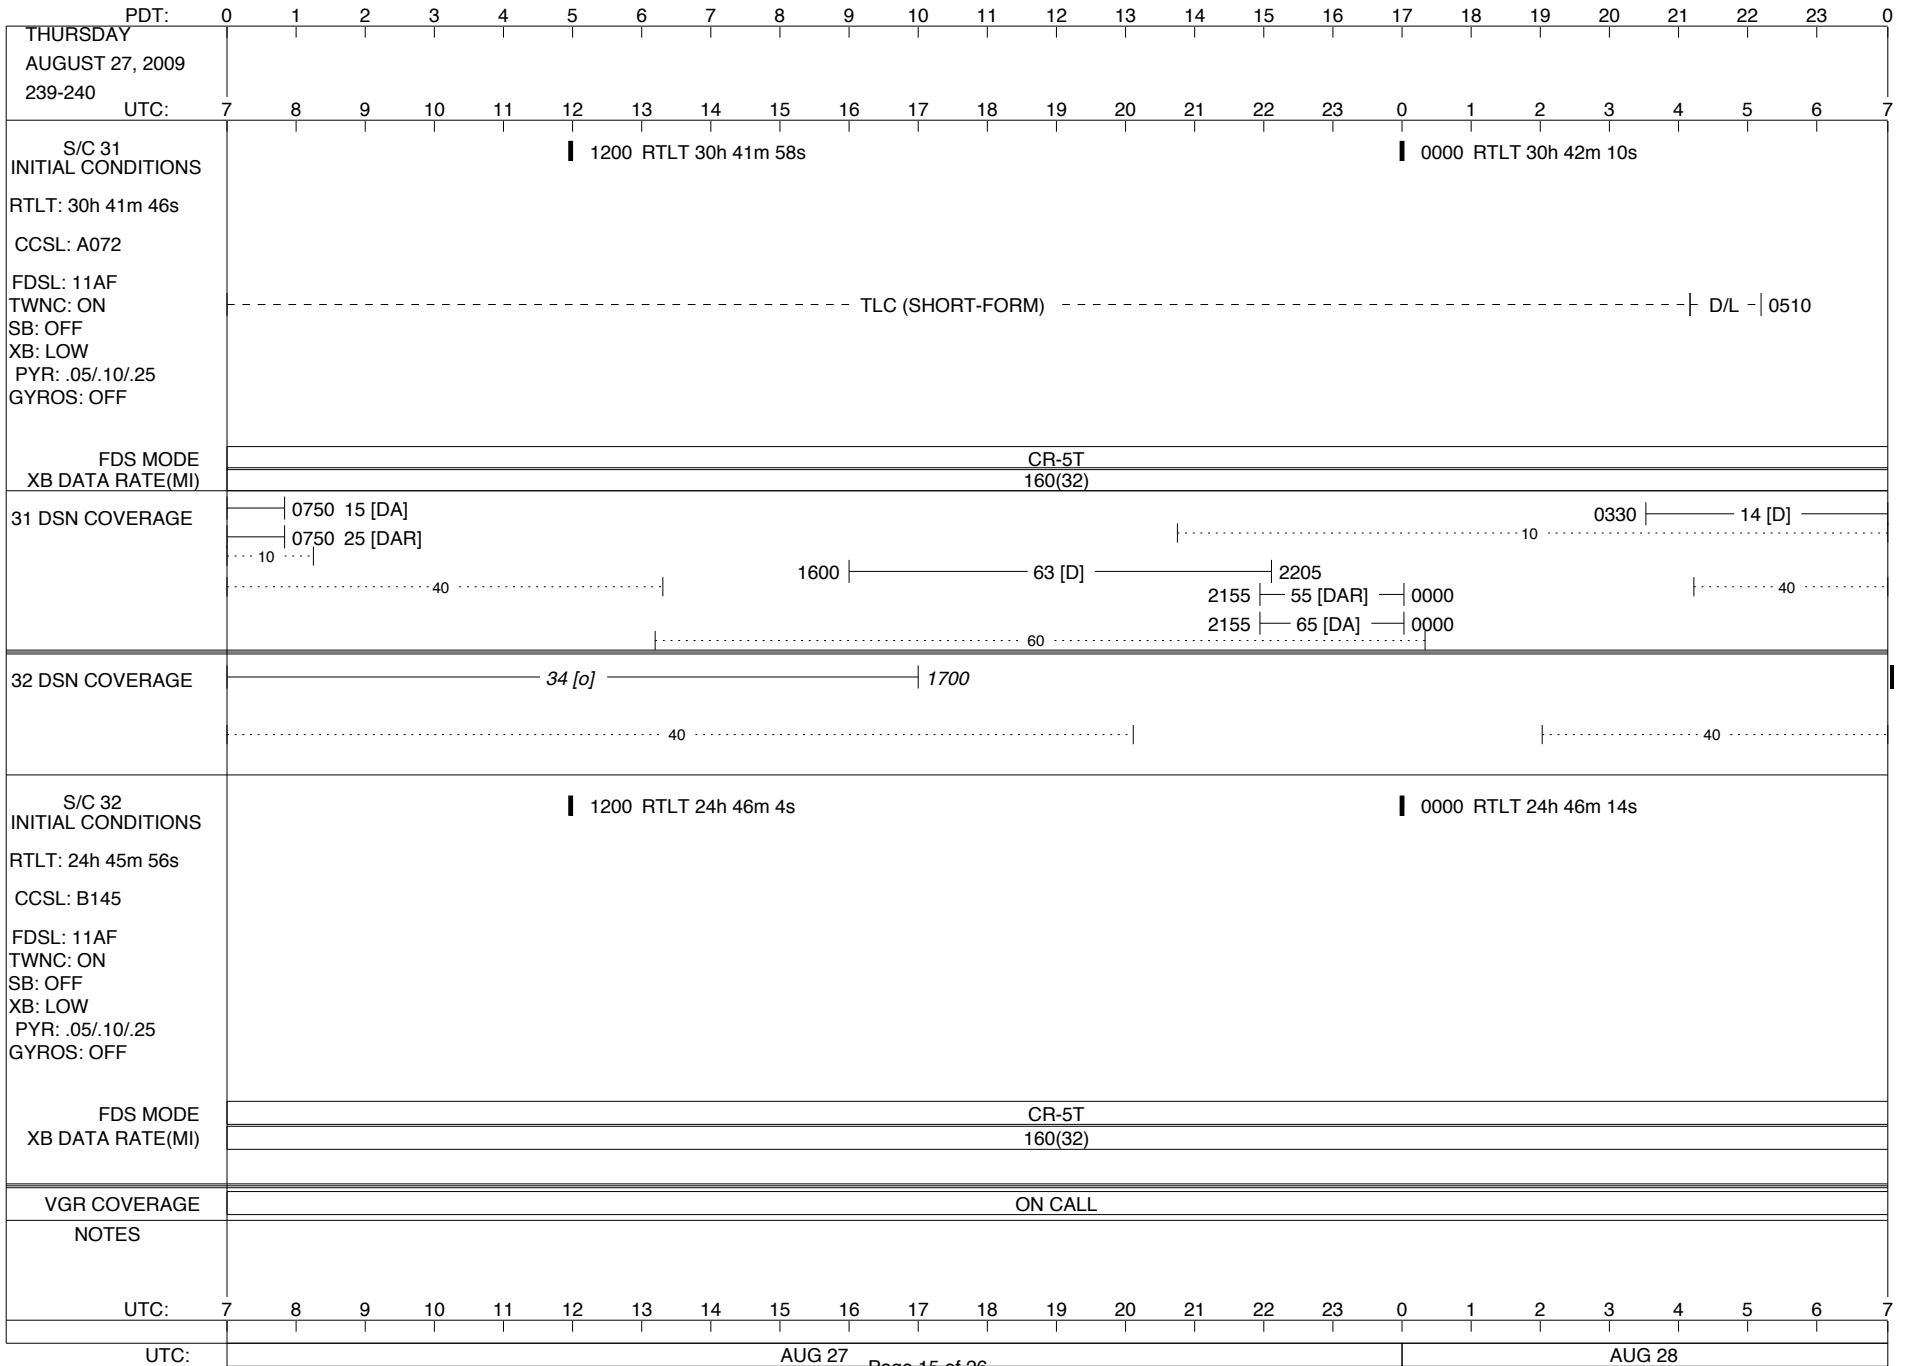 PDT: 0 1 2 3 4 5 6 7 8 9 10 11 12 13 14 15 16 17 18 19 20 21 22 23 0
THURSDAY
AUGUST 27, 2009
239-240
UTC: 7 8 9 10 11 12 13 14 15 16 17 18 19 20 21 22 23 0 1 2 3 4 5 6 7
S/C 31
INITIAL CONDITIONS
1200 RTLT 30h 41m 58s
0000 RTLT 30h 42m 10s
RTLT: 30h 41m 46s
CCSL: A072
FDSL: 11AF
TWNC: ON
TLC (SHORT-FORM) D/L 0510
SB: OFF
XB: LOW
PYR: .05/.10/.25
GYROS: OFF
FDS MODE CR-5T
XB DATA RATE(MI) 160(32)
31 DSN COVERAGE
0750 15 [DA]
0330 14 [D]
0750 25 [DAR]
10
10
1600 63 [D] 2205
40
40
2155 55 [DAR] 0000
2155 65 [DA] 0000
60
32 DSN COVERAGE
34 [o] 1700
40
40
S/C 32
INITIAL CONDITIONS
1200 RTLT 24h 46m 4s
0000 RTLT 24h 46m 14s
RTLT: 24h 45m 56s
CCSL: B145
FDSL: 11AF
TWNC: ON
SB: OFF
XB: LOW
PYR: .05/.10/.25
GYROS: OFF
FDS MODE CR-5T
XB DATA RATE(MI) 160(32)
VGR COVERAGE ON CALL
NOTES
UTC: 7 8 9 10 11 12 13 14 15 16 17 18 19 20 21 22 23 0 1 2 3 4 5 6 7
UTC: AUG 27 AUG 28
Page 15 of 26